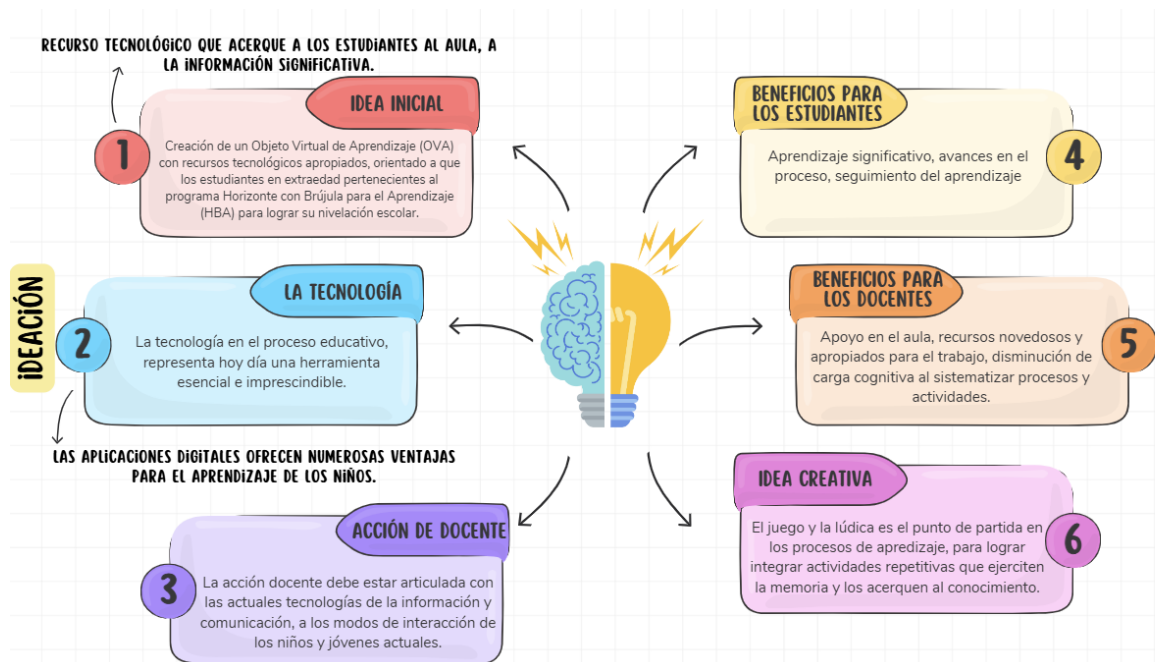 RECURSO TECNOLÓGICO QUE ACERQUE A LOS ESTUDIANTES AL AULA, A
LA INFORMACIÓN SIGNIFICATIVA.
IDEACIÓN
1
IDEA INICIAL
Creación de un Objeto Virtual de Aprendizaje (OVA)
con recursos tecnológicos apropiados, orientado a que
los estudiantes en extraedad pertenecientes al
programa Horizonte con Brújula para el Aprendizaje
(HBA) para lograr su nivelación escolar.
2
LA TECNOLOGÍA
La tecnología en el proceso educativo,
representa hoy día una herramienta
esencial e imprescindible.
LAS APLICACIONES DIGITALES OFRECEN NUMEROSAS VENTAJAS
PARA EL APRENDIZAJE DE LOS NIÑOS.
3
ACCIÓN DE DOCENTE
La acción docente debe estar articulada con
las actuales tecnologías de la información y
comunicación, a los modos de interacción de
los niños y jóvenes actuales.
BENEFICIOS PARA
LOS ESTUDIANTES
4
Aprendizaje significativo, avances en el
proceso, seguimiento del aprendizaje
BENEFICIOS PARA
LOS DOCENTES
5
Apoyo en el aula, recursos novedosos y
apropiados para el trabajo, disminución de
carga cognitiva al sistematizar procesos y
actividades.
IDEA CREATIVA
6
El juego y la lúdica es el punto de partida en
los procesos de apredizaje, para lograr
integrar actividades repetitivas que ejerciten
la memoria y los acerquen al conocimiento.